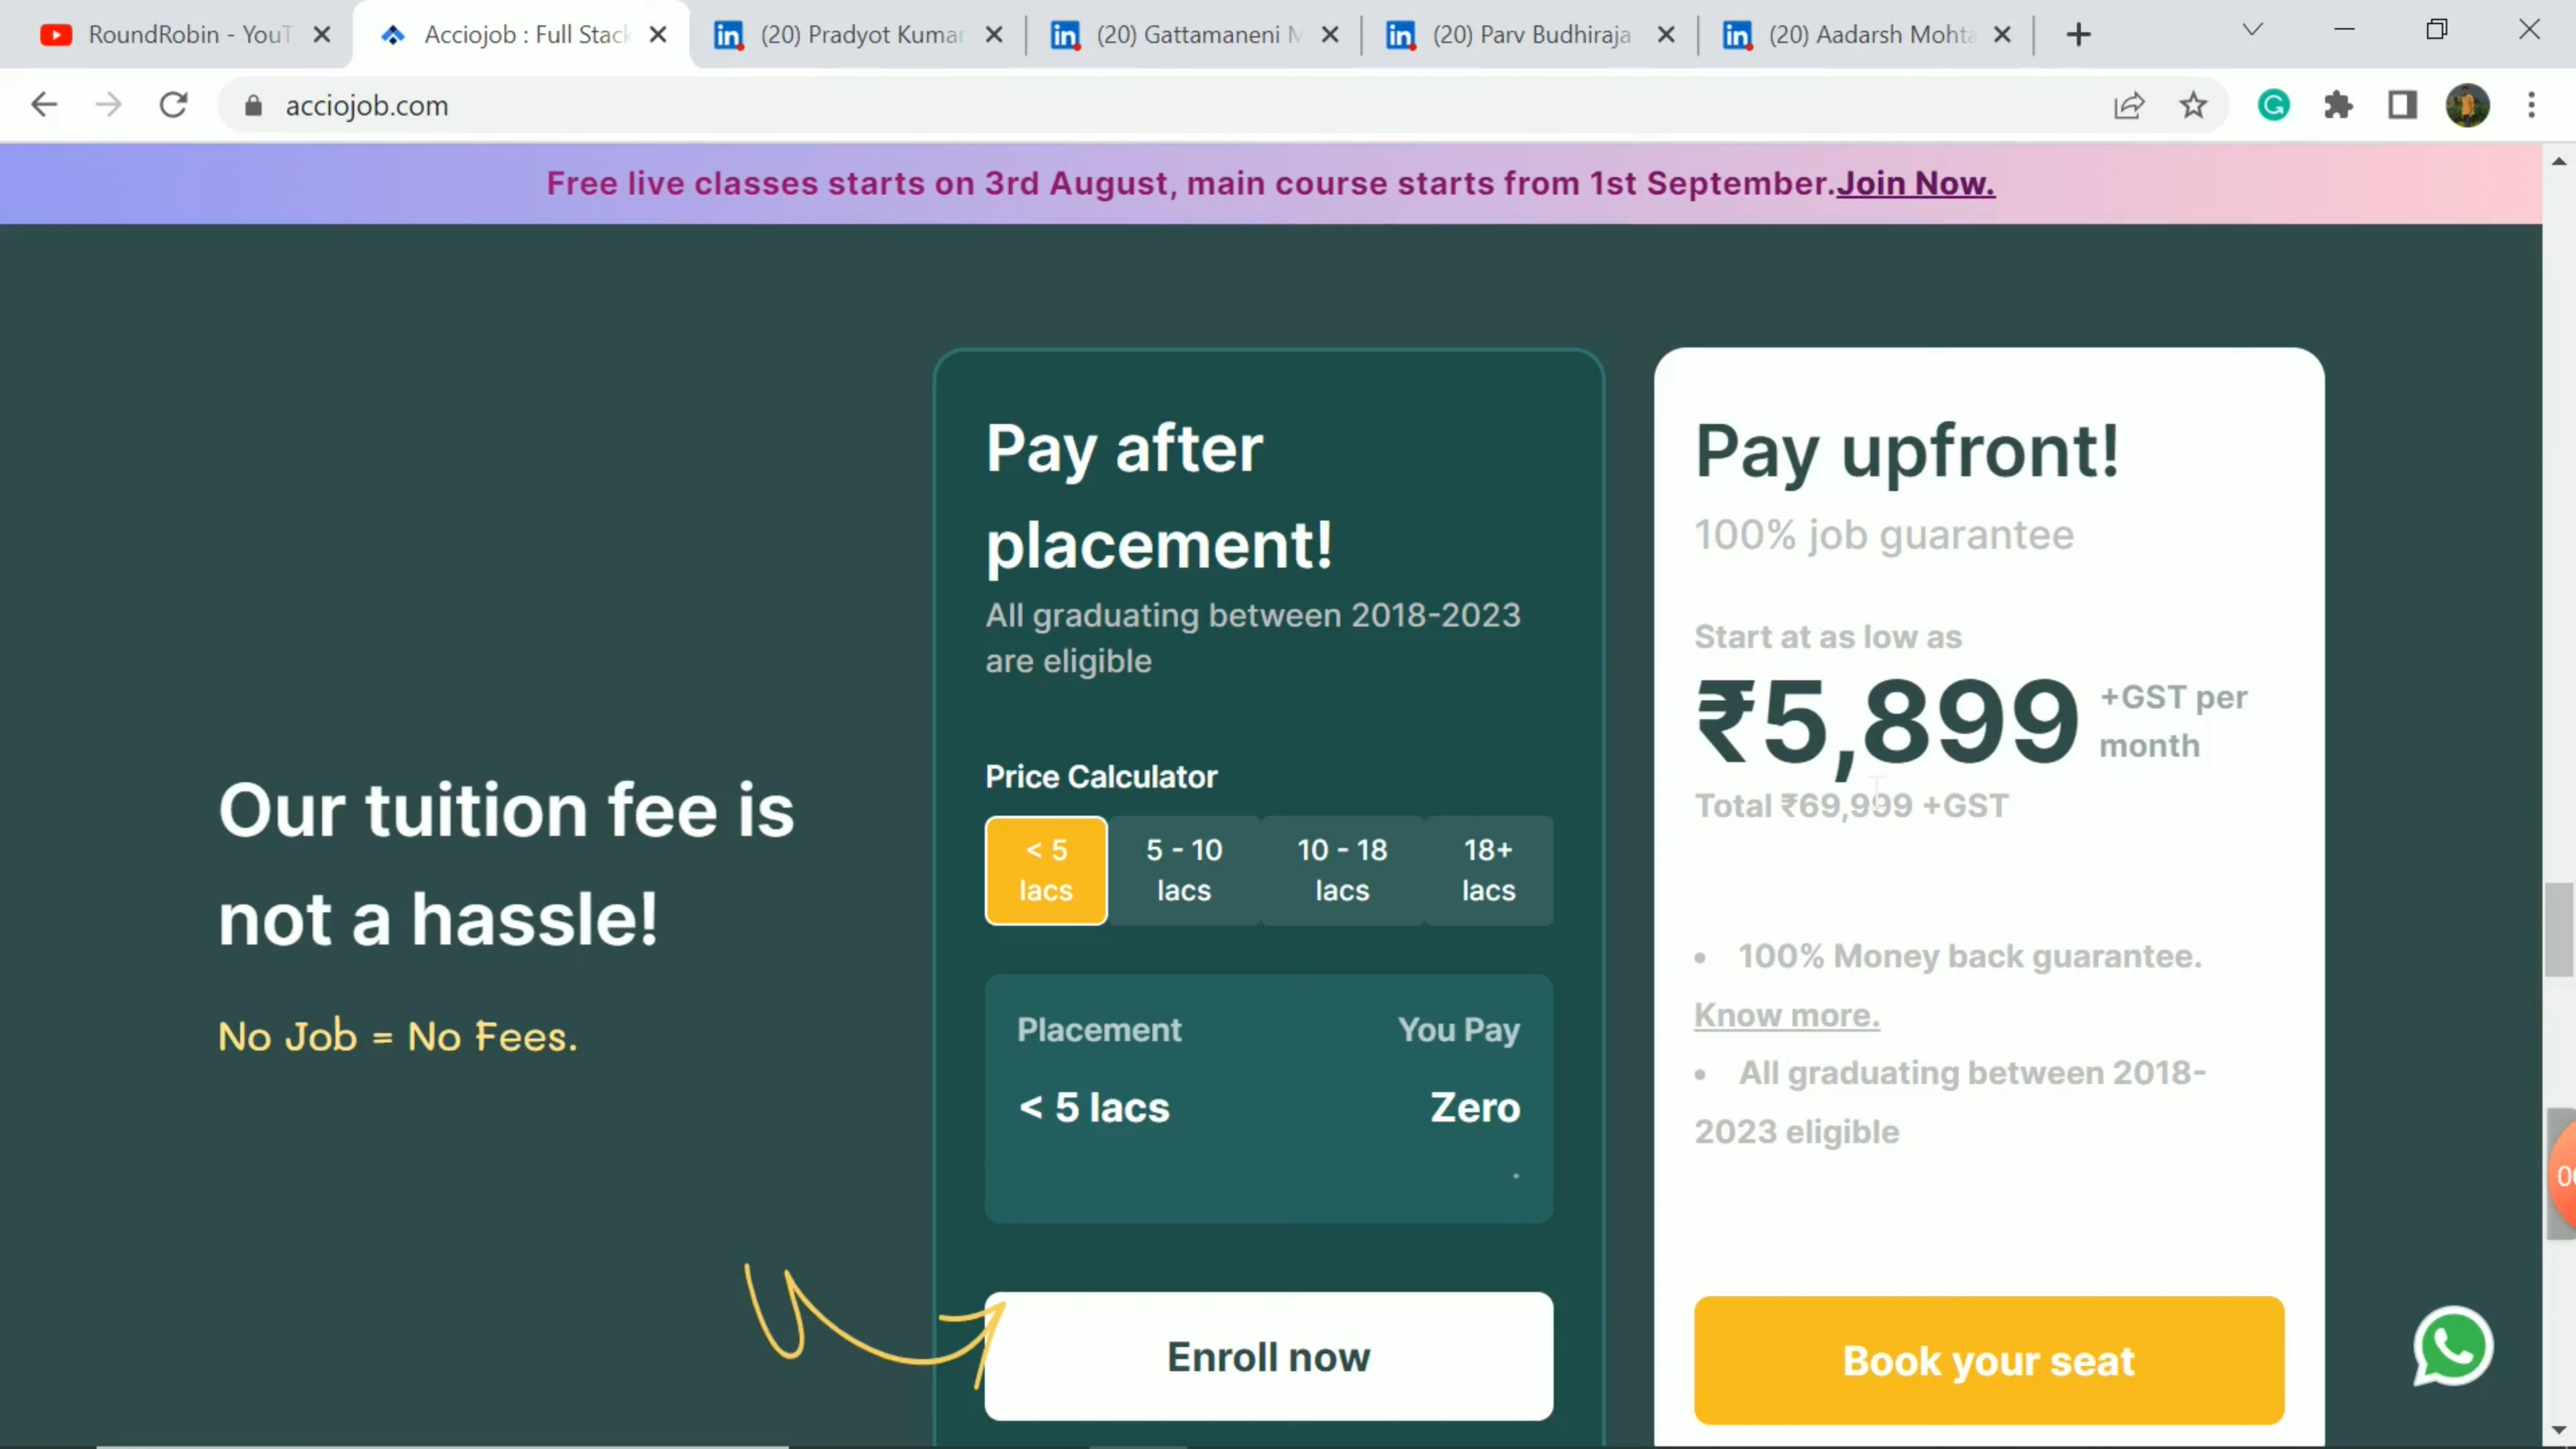 RoundRobin - YouT
Acciojob : Full Stack
(20) Pradyot Kumar
(20) Gattamaneni M
(20) Parv Budhiraja
(20) Aadarsh Mohta
acciojob.com
Free live classes starts on 3rd August, main course starts from 1st September.Join Now.
Our tuition fee is
not a hassle!
No Job = No Fees.
Pay after
placement!
All graduating between 2018-2023
are eligible
Price Calculator
< 5 lacs
5 - 10 lacs
10 - 18 lacs
18+ lacs
Placement You Pay
< 5 lacs Zero
.
Enroll now
Pay upfront!
100% job guarantee
Start at as low as
₹5,899 +GST per month
Total ₹69,999 +GST
• 100% Money back guarantee.
Know more.
• All graduating between 2018-
2023 eligible
Book your seat